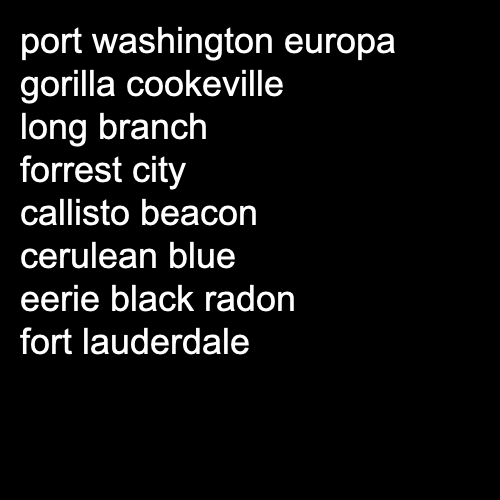 port washington europa
gorilla cookeville
long branch
forrest city
callisto beacon
cerulean blue
eerie black radon
fort lauderdale